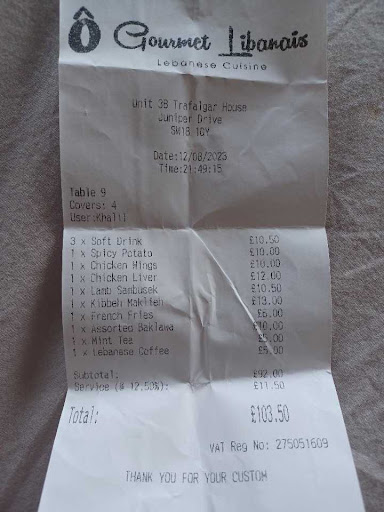 Ô Gourmet Libanais
Lebanese Cuisine
Unit 3B Trafalgar House
Juniper Drive
SW18 1GY
Date:12/08/2023
Time:21:49:15
Table 9
Covers: 4
User:Khalil
3 x Soft Drink £10.50
1 x Spicy Potato £10.00
1 x Chicken Wings £10.00
1 x Chicken Liver £12.00
1 x Lamb Sambusek £10.50
1 x Kibbeh Maklieh £13.00
1 x French Fries £6.00
1 x Assorted Baklawa £10.00
1 x Mint Tea £5.00
1 x Lebanese Coffee £5.00
Subtotal: £92.00
Service (@ 12.50%): £11.50
Total: £103.50
VAT Reg No: 275051609
THANK YOU FOR YOUR CUSTOM